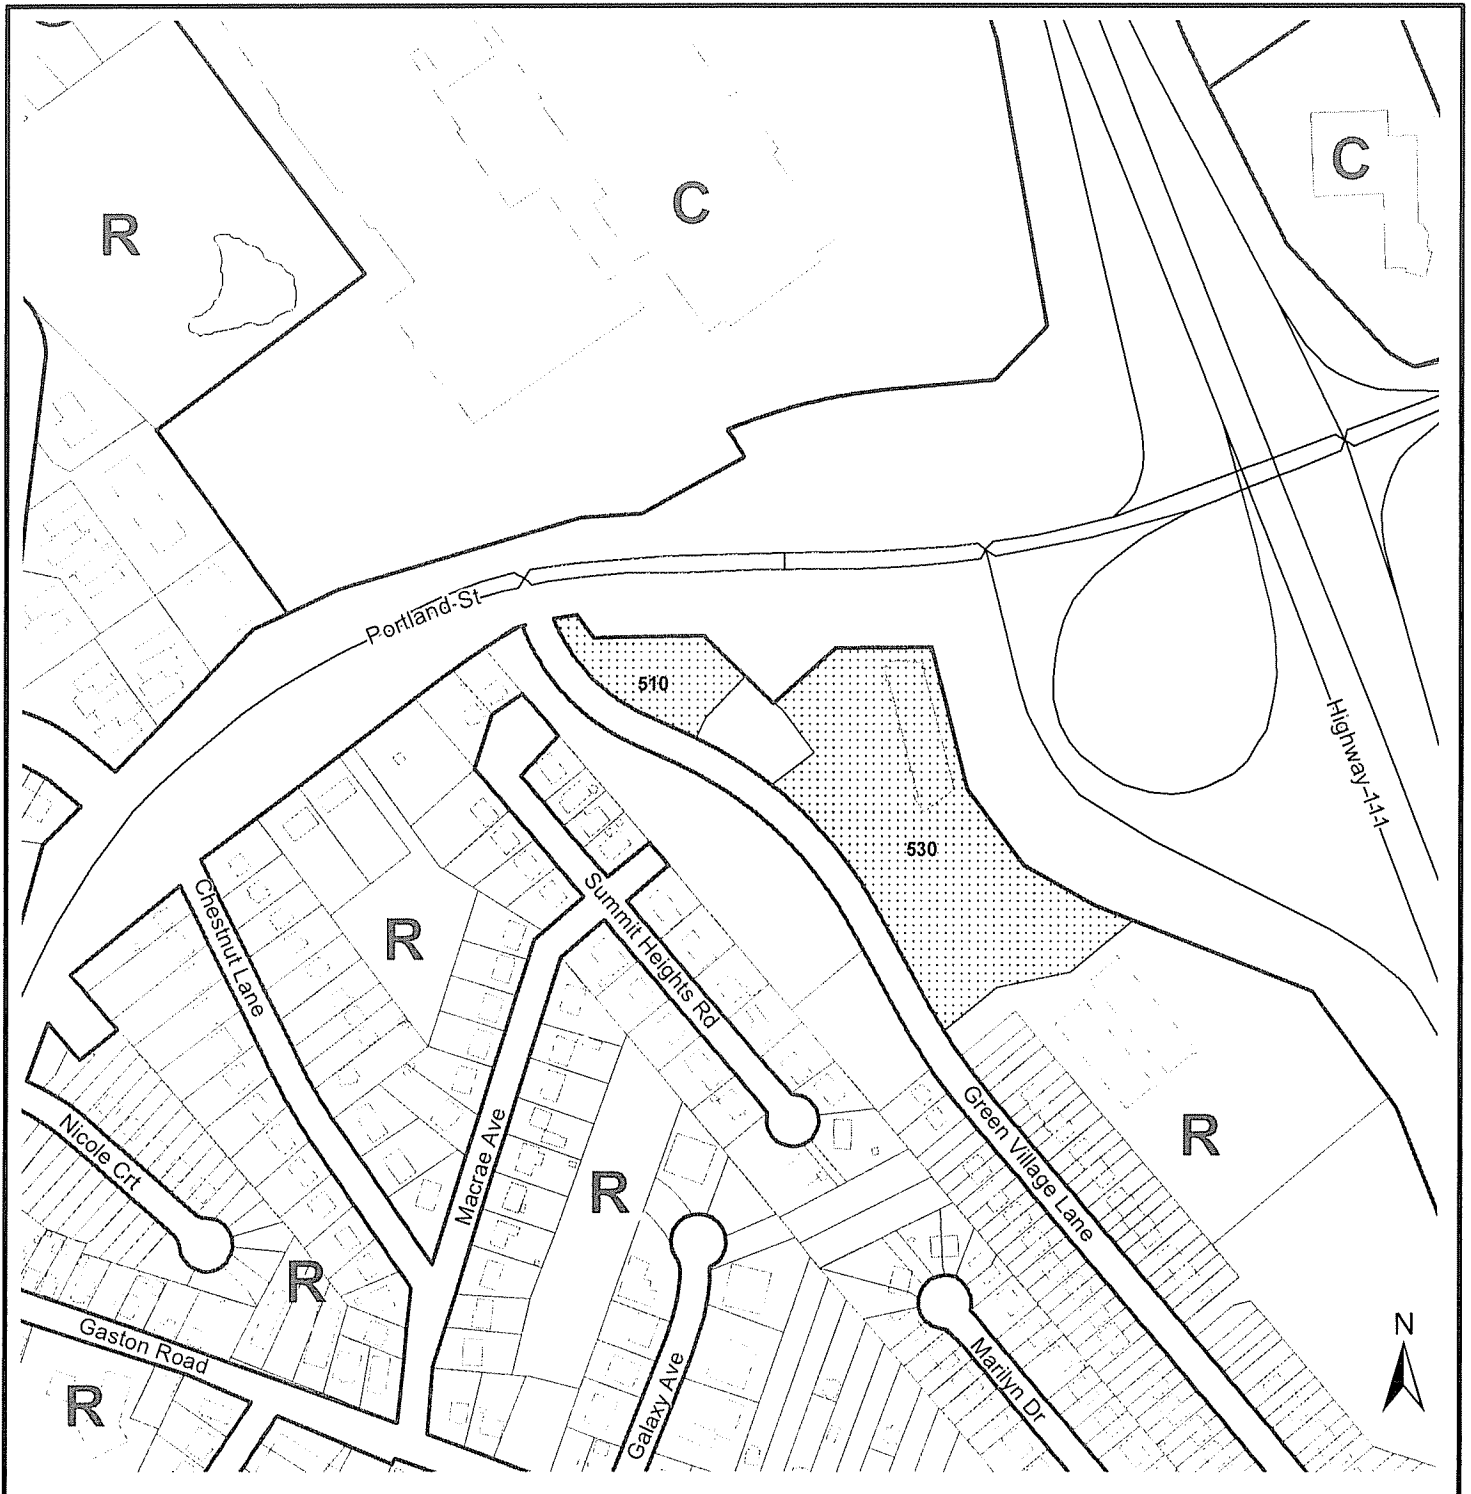 R
C
C
Portland St
510
530
Highway 111
Chestnut Lane
R
Summit Heights Rd
Nicole Crt
Macrae Ave
R
Green Village Lane
R
R
Gaston Road
R
Galaxy Ave
Marilyn Dr
N